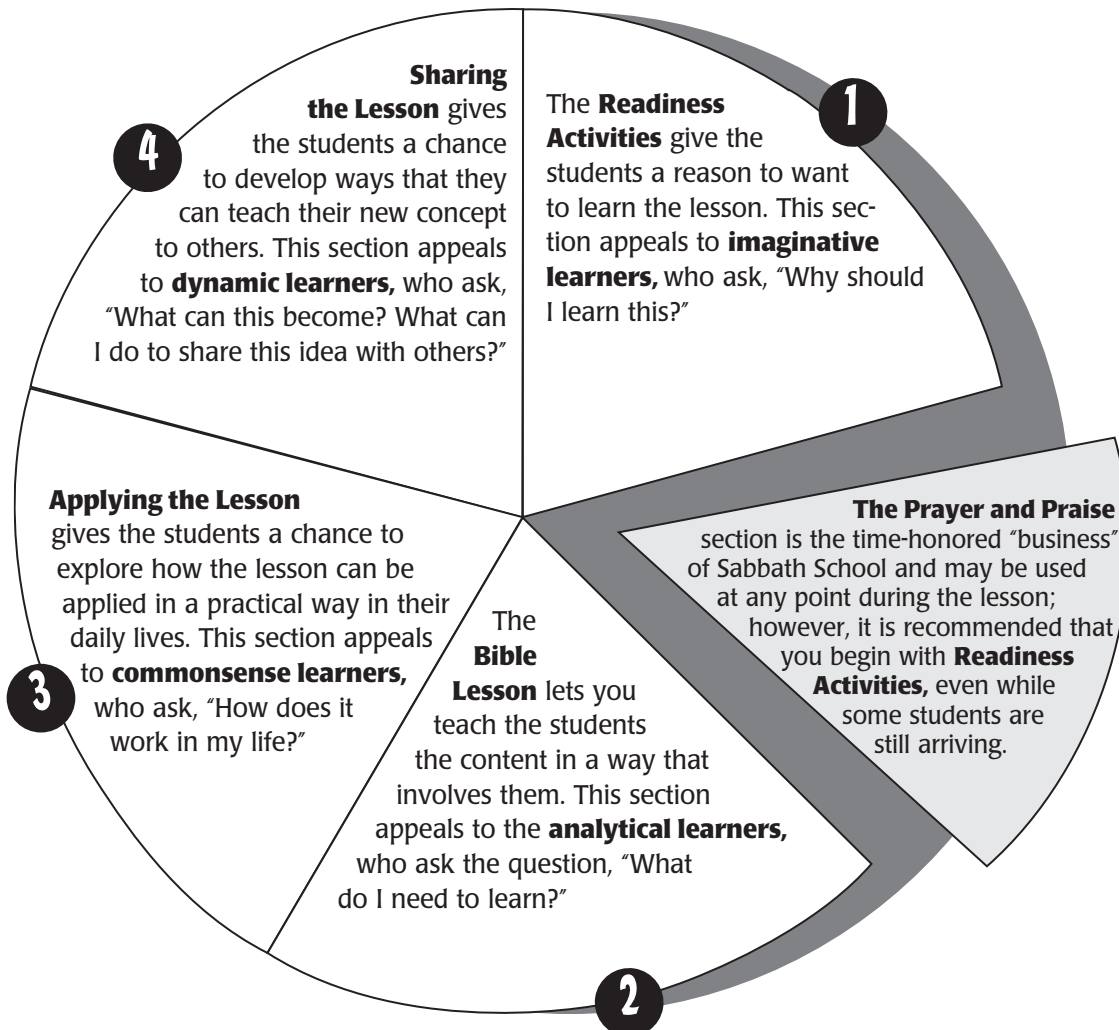 1
The Readiness
Activities give the
students a reason to want
to learn the lesson. This sec-
tion appeals to imaginative
learners, who ask, “Why should
I learn this?”
The Prayer and Praise
section is the time-honored “business”
of Sabbath School and may be used
at any point during the lesson;
however, it is recommended that
you begin with Readiness
Activities, even while
some students are
still arriving.
2
The
Bible
Lesson lets you
teach the students
the content in a way that
involves them. This section
appeals to the analytical learners,
who ask the question, “What
do I need to learn?”
3
Applying the Lesson
gives the students a chance to
explore how the lesson can be
applied in a practical way in their
daily lives. This section appeals
to commonsense learners,
who ask, “How does it
work in my life?”
4
Sharing
the Lesson gives
the students a chance
to develop ways that they
can teach their new concept
to others. This section appeals
to dynamic learners, who ask,
“What can this become? What can
I do to share this idea with others?”